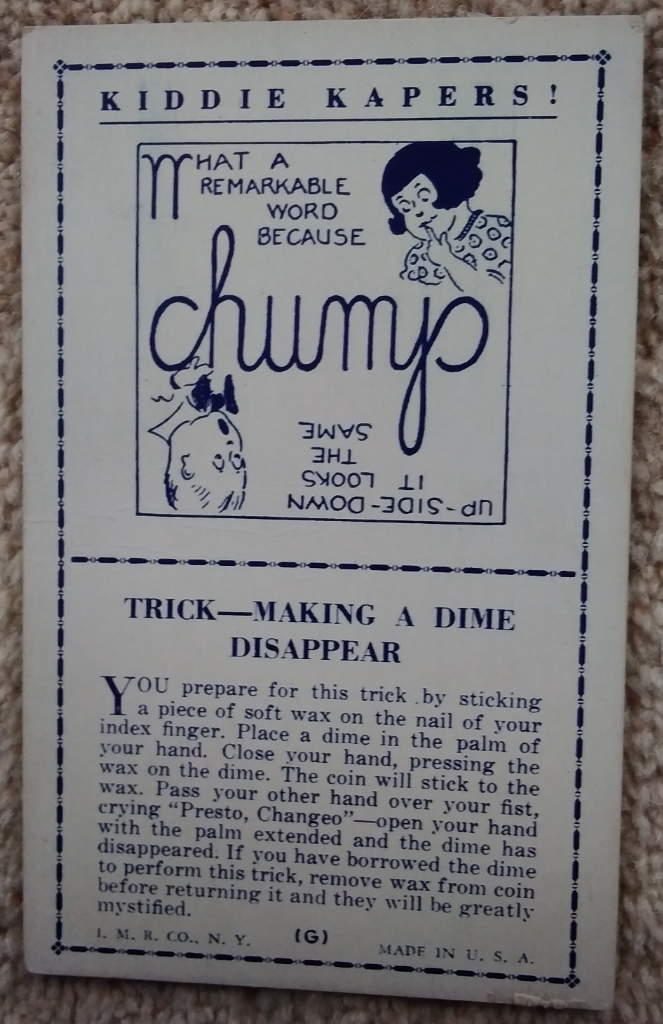 KIDDIE KAPERS!
WHAT A
REMARKABLE
WORD
BECAUSE
chump
UP-SIDE-DOWN
IT LOOKS
THE
SAME
TRICK—MAKING A DIME
DISAPPEAR
YOU prepare for this trick by sticking
a piece of soft wax on the nail of your
index finger. Place a dime in the palm of
your hand. Close your hand, pressing the
wax on the dime. The coin will stick to the
wax. Pass your other hand over your fist,
crying "Presto, Changeo"—open your hand
with the palm extended and the dime has
disappeared. If you have borrowed the dime
to perform this trick, remove wax from coin
before returning it and they will be greatly
mystified.
I. M. R. CO., N. Y. (G) MADE IN U. S. A.